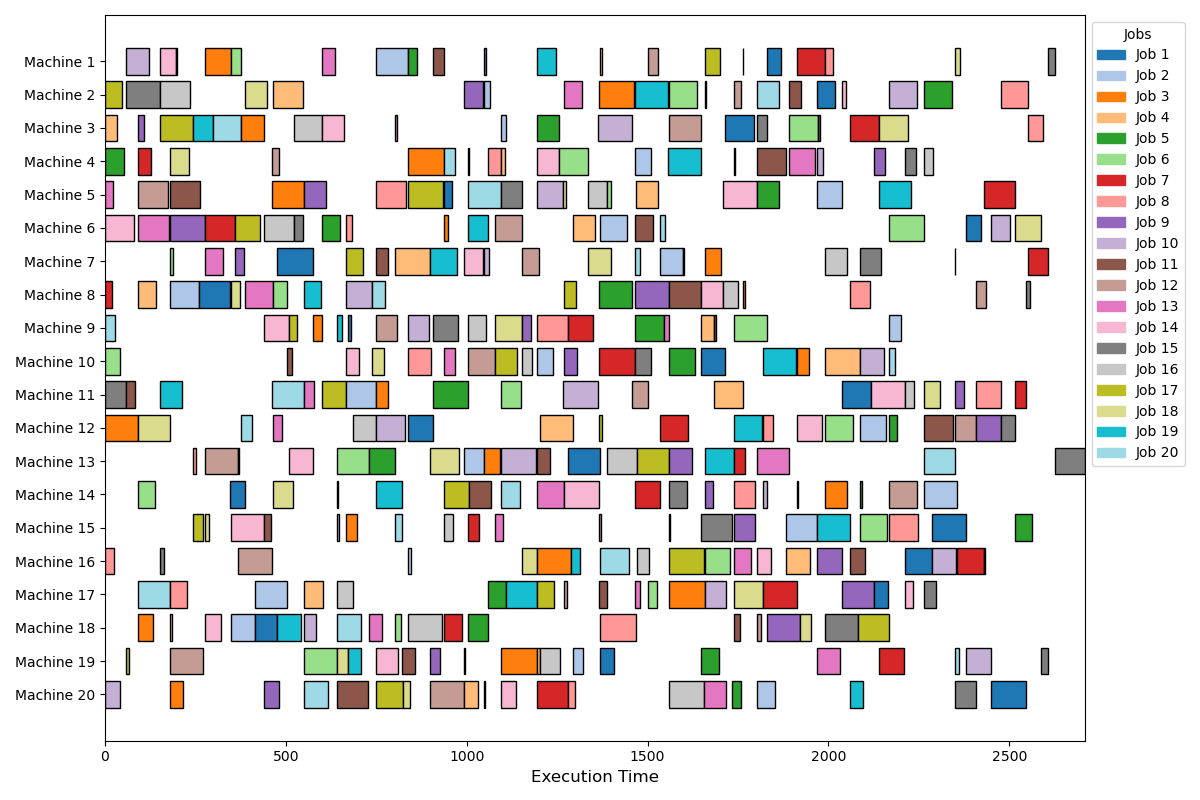 Machine 1
Machine 2
Machine 3
Machine 4
Machine 5
Machine 6
Machine 7
Machine 8
Machine 9
Machine 10
Machine 11
Machine 12
Machine 13
Machine 14
Machine 15
Machine 16
Machine 17
Machine 18
Machine 19
Machine 20
0 500 1000 1500 2000 2500
Execution Time
Jobs
Job 1
Job 2
Job 3
Job 4
Job 5
Job 6
Job 7
Job 8
Job 9
Job 10
Job 11
Job 12
Job 13
Job 14
Job 15
Job 16
Job 17
Job 18
Job 19
Job 20